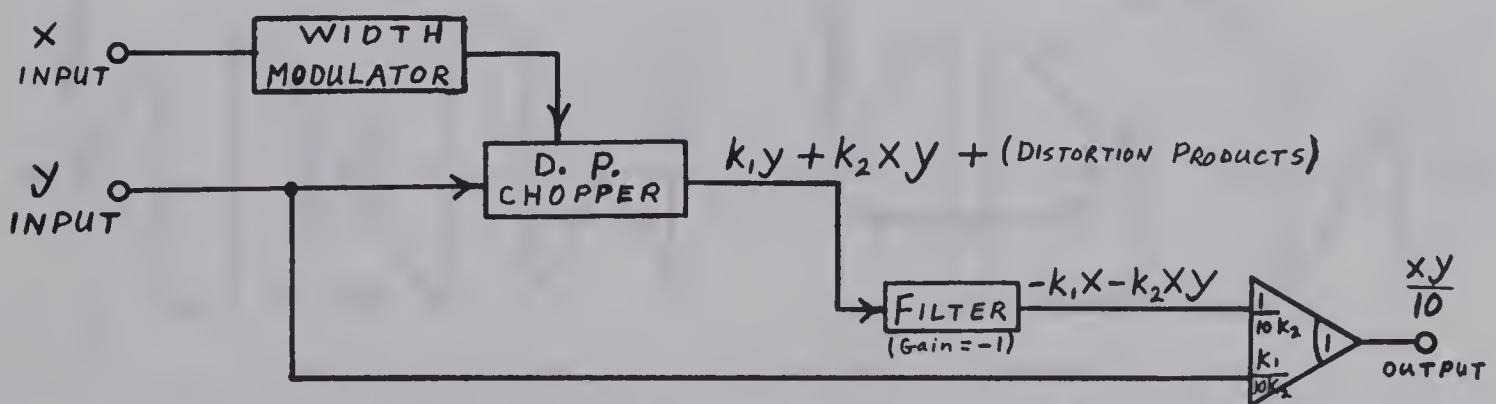 X
INPUT
WIDTH
MODULATOR
y
INPUT
D. P.
CHOPPER
k₁y + k₂xy + (DISTORTION PRODUCTS)
FILTER
(Gain = -1)
-k₁x - k₂xy
1
10k₂
k₁
10k₂
1
xy
10
OUTPUT